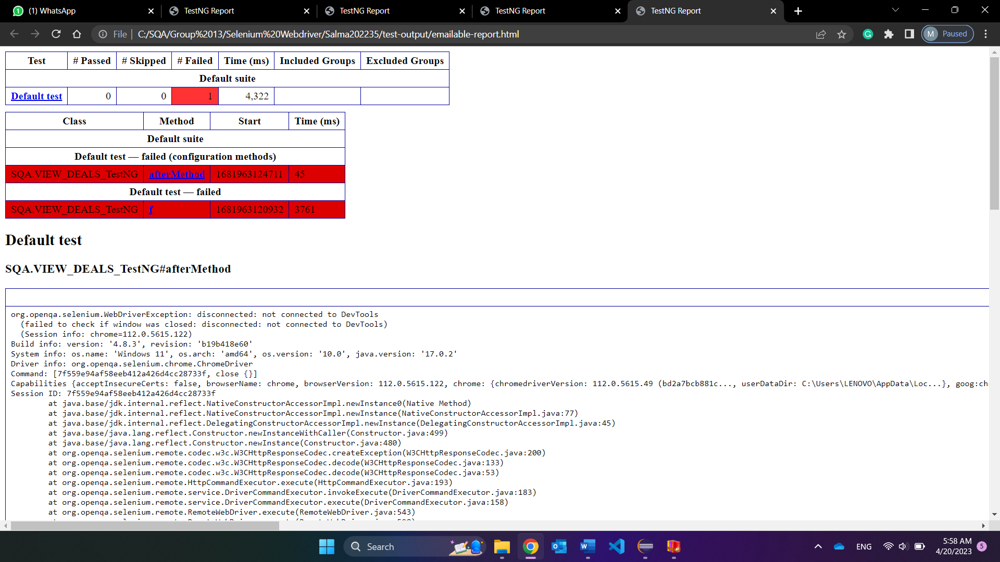 (1) WhatsApp
TestNG Report
TestNG Report
TestNG Report
TestNG Report
File
C:/SQA/Group%2013/Selenium%20Webdriver/Salma202235/test-output/emailable-report.html
M Paused
Test # Passed # Skipped # Failed Time (ms) Included Groups Excluded Groups
Default suite
Default test 0 0 1 4,322
Class Method Start Time (ms)
Default suite
Default test — failed (configuration methods)
SQA.VIEW_DEALS_TestNG afterMethod 1681963124711 45
Default test — failed
SQA.VIEW_DEALS_TestNG f 1681963120932 3761
Default test
SQA.VIEW_DEALS_TestNG#afterMethod
org.openqa.selenium.WebDriverException: disconnected: not connected to DevTools
(failed to check if window was closed: disconnected: not connected to DevTools)
(Session info: chrome=112.0.5615.122)
Build info: version: '4.8.3', revision: 'b19b418e60'
System info: os.name: 'Windows 11', os.arch: 'amd64', os.version: '10.0', java.version: '17.0.2'
Driver info: org.openqa.selenium.chrome.ChromeDriver
Command: [7f559e94af58eeb412a426d4cc28733f, close {}]
Capabilities {acceptInsecureCerts: false, browserName: chrome, browserVersion: 112.0.5615.122, chrome: {chromedriverVersion: 112.0.5615.49 (bd2a7bcb881c..., userDataDir: C:\Users\LENOVO\AppData\Loc...}, goog:ch
Session ID: 7f559e94af58eeb412a426d4cc28733f
at java.base/jdk.internal.reflect.NativeConstructorAccessorImpl.newInstance0(Native Method)
at java.base/jdk.internal.reflect.NativeConstructorAccessorImpl.newInstance(NativeConstructorAccessorImpl.java:77)
at java.base/jdk.internal.reflect.DelegatingConstructorAccessorImpl.newInstance(DelegatingConstructorAccessorImpl.java:45)
at java.base/java.lang.reflect.Constructor.newInstanceWithCaller(Constructor.java:499)
at java.base/java.lang.reflect.Constructor.newInstance(Constructor.java:480)
at org.openqa.selenium.remote.codec.w3c.W3CHttpResponseCodec.createException(W3CHttpResponseCodec.java:200)
at org.openqa.selenium.remote.codec.w3c.W3CHttpResponseCodec.decode(W3CHttpResponseCodec.java:133)
at org.openqa.selenium.remote.codec.w3c.W3CHttpResponseCodec.decode(W3CHttpResponseCodec.java:53)
at org.openqa.selenium.remote.HttpCommandExecutor.execute(HttpCommandExecutor.java:193)
at org.openqa.selenium.remote.service.DriverCommandExecutor.invokeExecute(DriverCommandExecutor.java:183)
at org.openqa.selenium.remote.service.DriverCommandExecutor.execute(DriverCommandExecutor.java:158)
at org.openqa.selenium.remote.RemoteWebDriver.execute(RemoteWebDriver.java:543)
Search
ENG
5:58 AM
4/20/2023
5